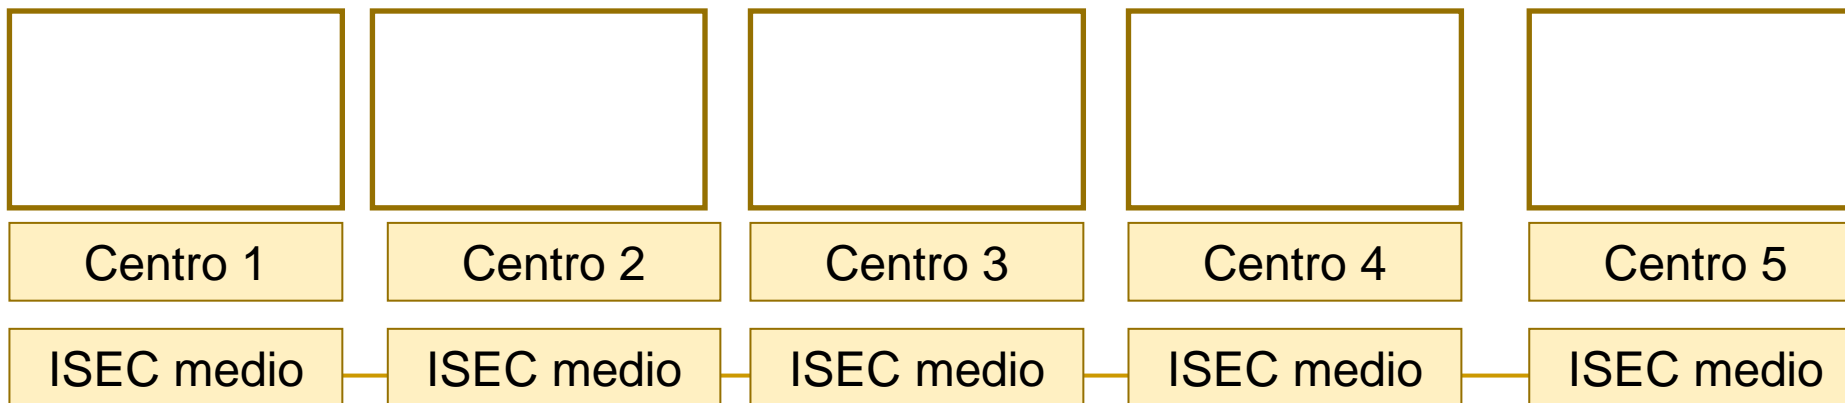 Centro 1 Centro 2 Centro 3 Centro 4 Centro 5
ISEC medio ISEC medio ISEC medio ISEC medio ISEC medio